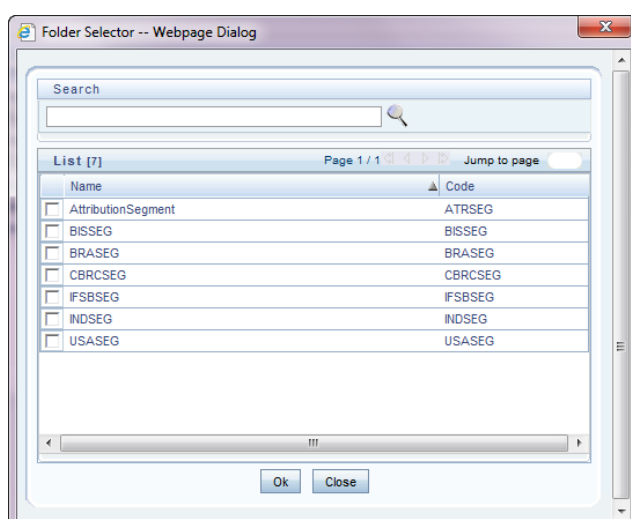 Folder Selector -- Webpage Dialog
Search
List [7] Page 1 / 1 Jump to page
Name Code
AttributionSegment ATRSEG
BISSEG BISSEG
BRASEG BRASEG
CBRCSEG CBRCSEG
IFSBSEG IFSBSEG
INDSEG INDSEG
USASEG USASEG
Ok Close